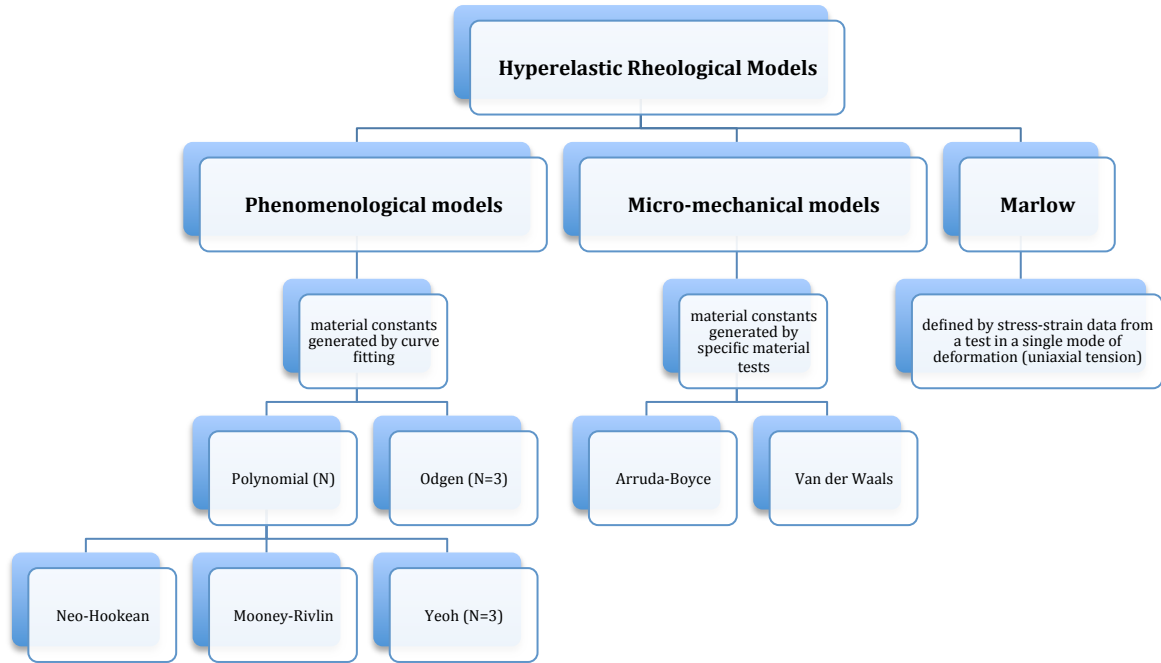 Hyperelastic Rheological Models
Phenomenological models
Micro-mechanical models
Marlow
material constants
generated by curve
fitting
material constants
generated by
specific material
tests
defined by stress-strain data from
a test in a single mode of
deformation (uniaxial tension)
Polynomial (N)
Odgen (N=3)
Arruda-Boyce
Van der Waals
Neo-Hookean
Mooney-Rivlin
Yeoh (N=3)